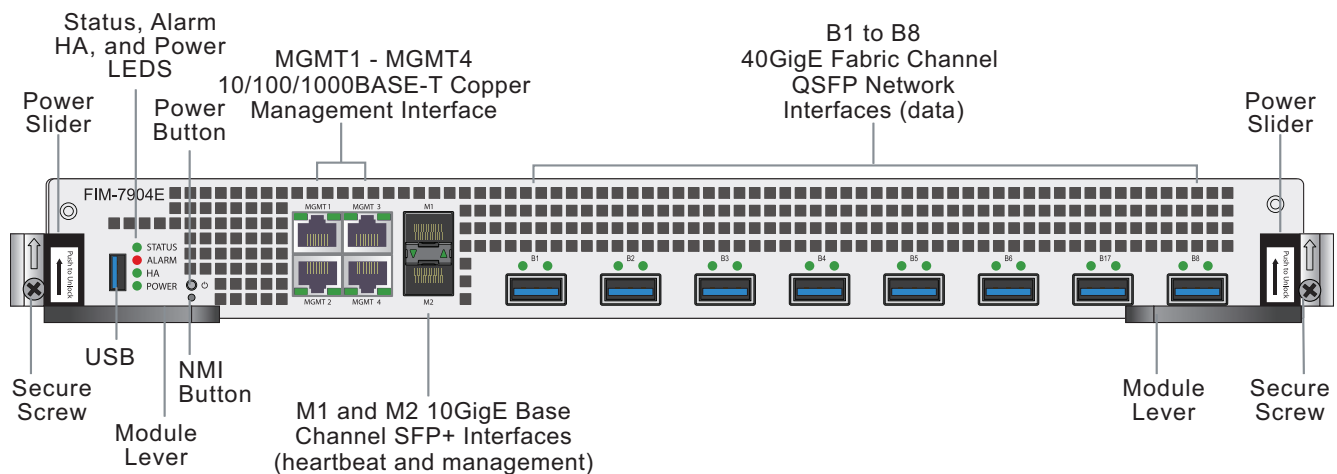 Status, Alarm
HA, and Power
LEDS
MGMT1 - MGMT4
10/100/1000BASE-T Copper
Management Interface
B1 to B8
40GigE Fabric Channel
QSFP Network
Interfaces (data)
Power
Slider
Power
Button
Power
Slider
FIM-7904E
MGMT 1
MGMT 3
M1
STATUS
ALARM
HA
POWER
Push to Unlock
B1
B2
B3
B4
B5
B6
B17
B8
Push to Unlock
MGMT 2
MGMT 4
M2
USB
NMI
Button
Secure
Screw
Module
Lever
M1 and M2 10GigE Base
Channel SFP+ Interfaces
(heartbeat and management)
Module
Lever
Secure
Screw